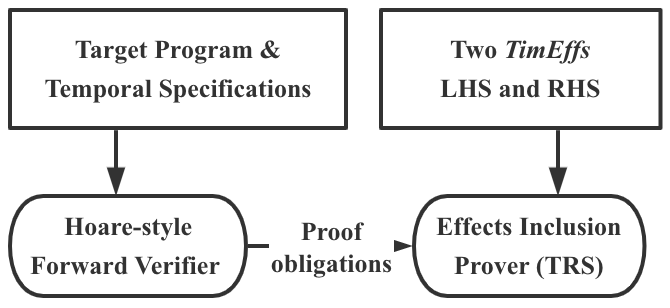 Target Program &
Temporal Specifications
Two TimEffs
LHS and RHS
Hoare-style
Forward Verifier
Proof
obligations
Effects Inclusion
Prover (TRS)